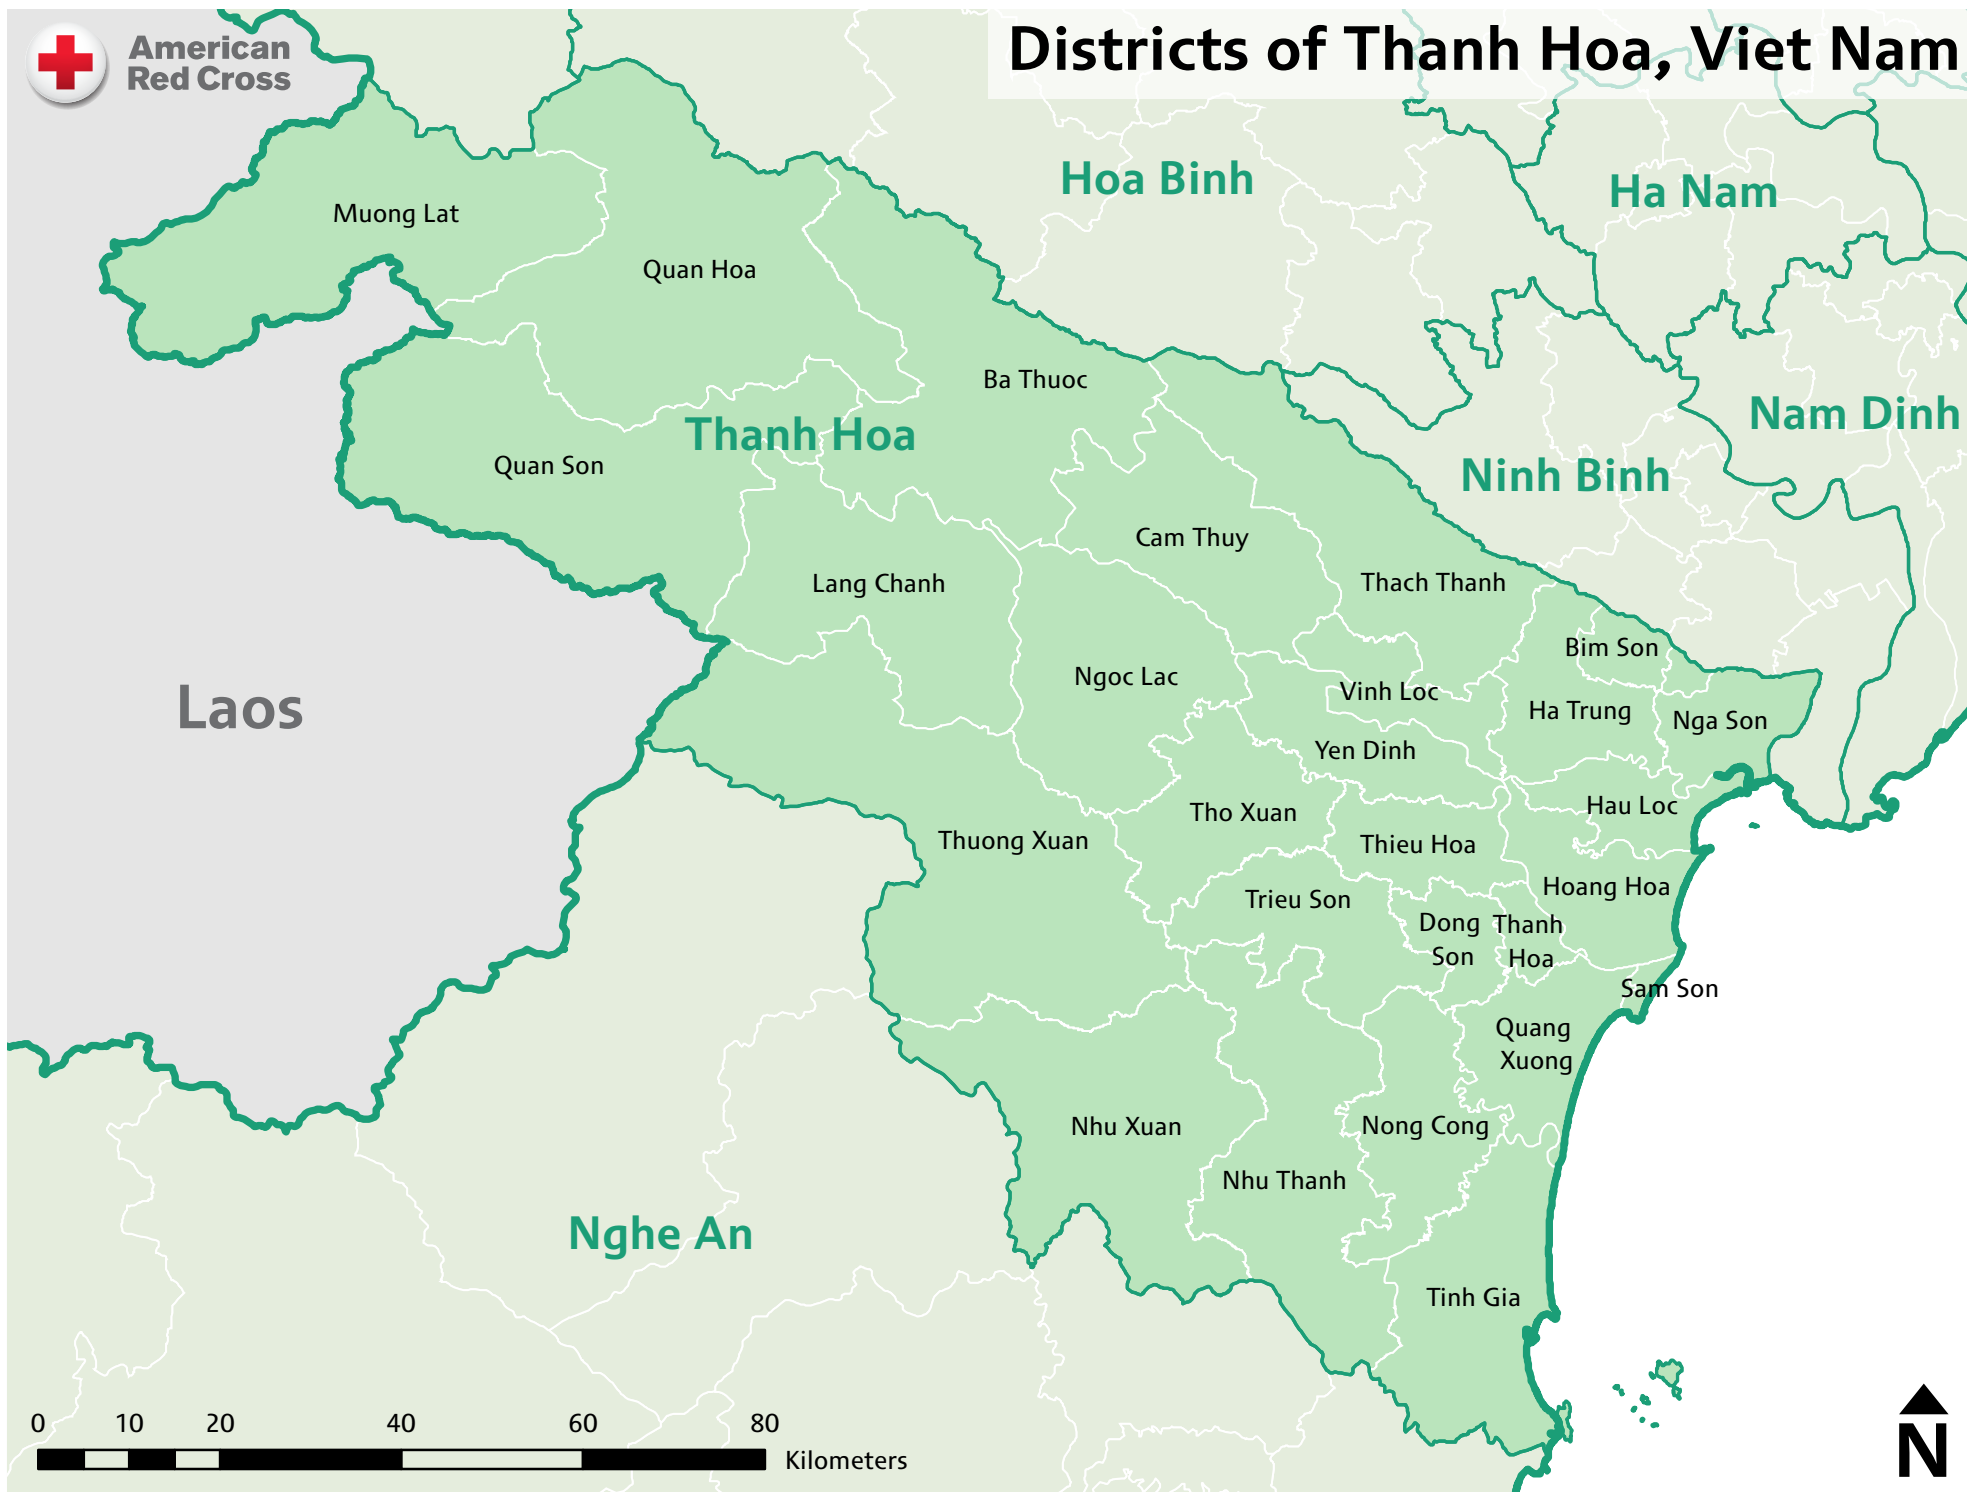 American
Red Cross
Districts of Thanh Hoa, Viet Nam
Hoa Binh
Ha Nam
Muong Lat
Quan Hoa
Ba Thuoc
Nam Dinh
Thanh Hoa
Quan Son
Ninh Binh
Cam Thuy
Lang Chanh
Thach Thanh
Bim Son
Ngoc Lac
Vinh Loc
Laos
Ha Trung
Nga Son
Yen Dinh
Hau Loc
Tho Xuan
Thuong Xuan
Thieu Hoa
Hoang Hoa
Trieu Son
Dong
Son
Thanh
Hoa
Sam Son
Quang
Xuong
Nhu Xuan
Nong Cong
Nhu Thanh
Nghe An
Tinh Gia
0 10 20 40 60 80
Kilometers
N